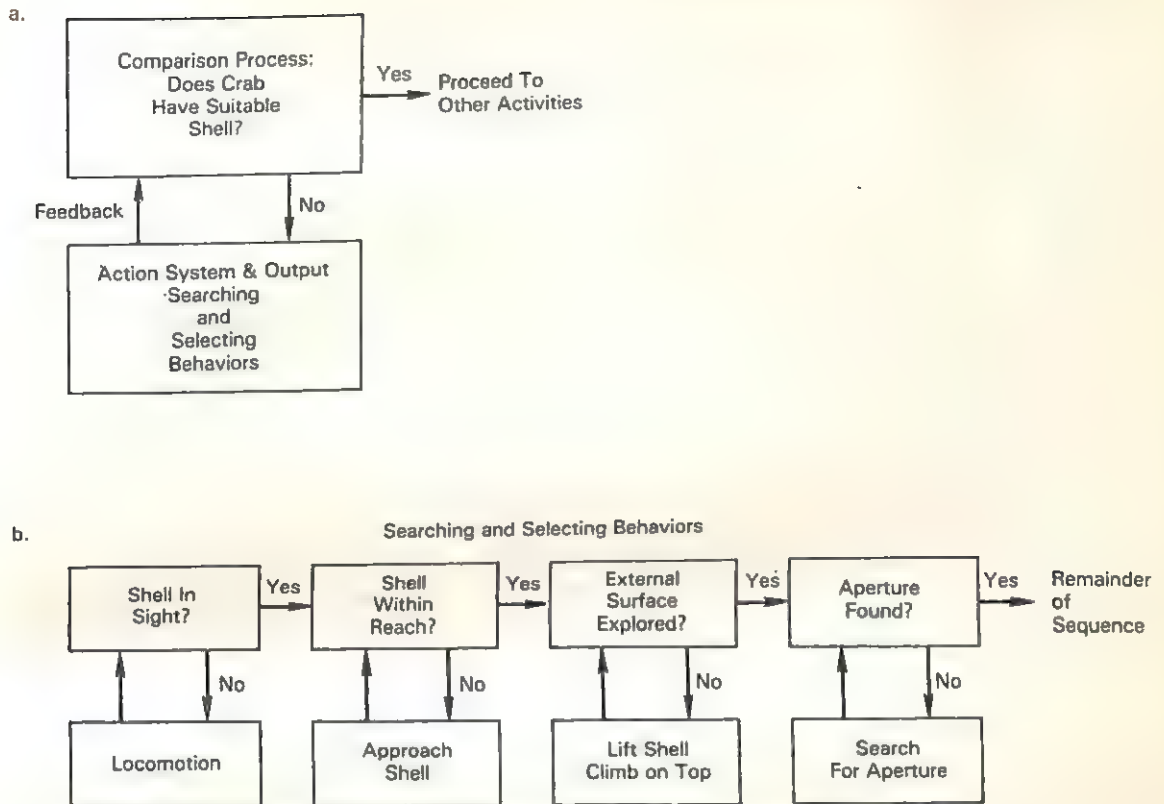 a.
Comparison Process:
Does Crab
Have Suitable
Shell?
Yes
Proceed To
Other Activities
Feedback
No
Action System & Output
Searching
and
Selecting
Behaviors
b.
Searching and Selecting Behaviors
Shell In
Sight?
Yes
Shell
Within
Reach?
Yes
External
Surface
Explored?
Yes
Aperture
Found?
Yes
Remainder
of
Sequence
No
No
No
No
Locomotion
Approach
Shell
Lift Shell
Climb on Top
Search
For Aperture